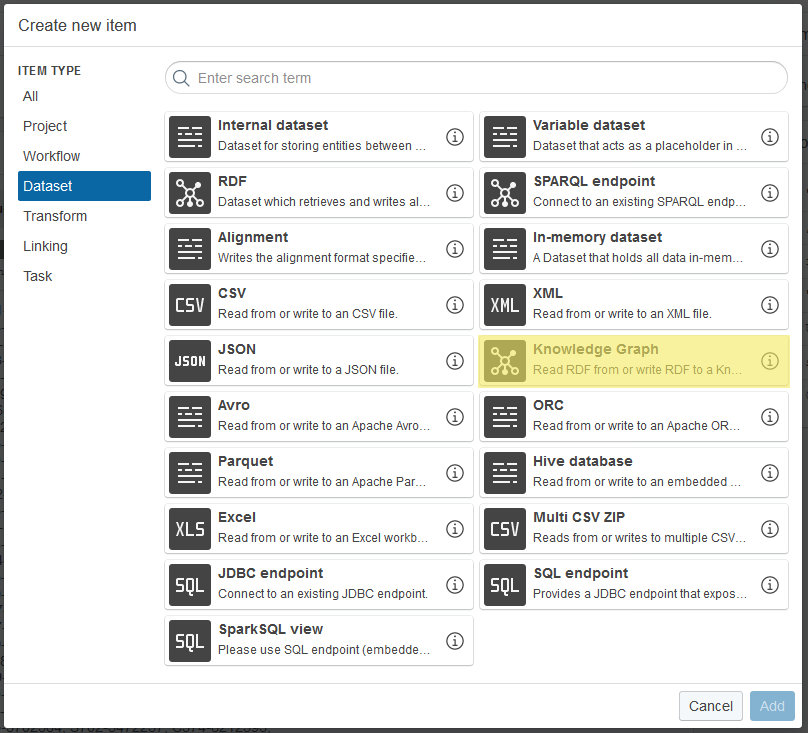 Create new item
ITEM TYPE
All
Project
Workflow
Dataset
Transform
Linking
Task
Enter search term
Internal dataset
Dataset for storing entities between ...
Variable dataset
Dataset that acts as a placeholder in ...
RDF
Dataset which retrieves and writes al...
SPARQL endpoint
Connect to an existing SPARQL endp...
Alignment
Writes the alignment format specifie...
In-memory dataset
A Dataset that holds all data in-mem...
CSV
CSV
Read from or write to an CSV file.
XML
XML
Read from or write to an XML file.
JSON
JSON
Read from or write to a JSON file.
Knowledge Graph
Read RDF from or write RDF to a Kn...
Avro
Read from or write to an Apache Avro...
ORC
Read from or write to an Apache OR...
Parquet
Read from or write to an Apache Par...
Hive database
Read from or write to an embedded ...
XLS
Excel
Read from or write to an Excel workb...
CSV
Multi CSV ZIP
Reads from or writes to multiple CSV...
SQL
JDBC endpoint
Connect to an existing JDBC endpoint.
SQL
SQL endpoint
Provides a JDBC endpoint that expos...
SQL
SparkSQL view
Please use SQL endpoint (embedde...
Cancel
Add